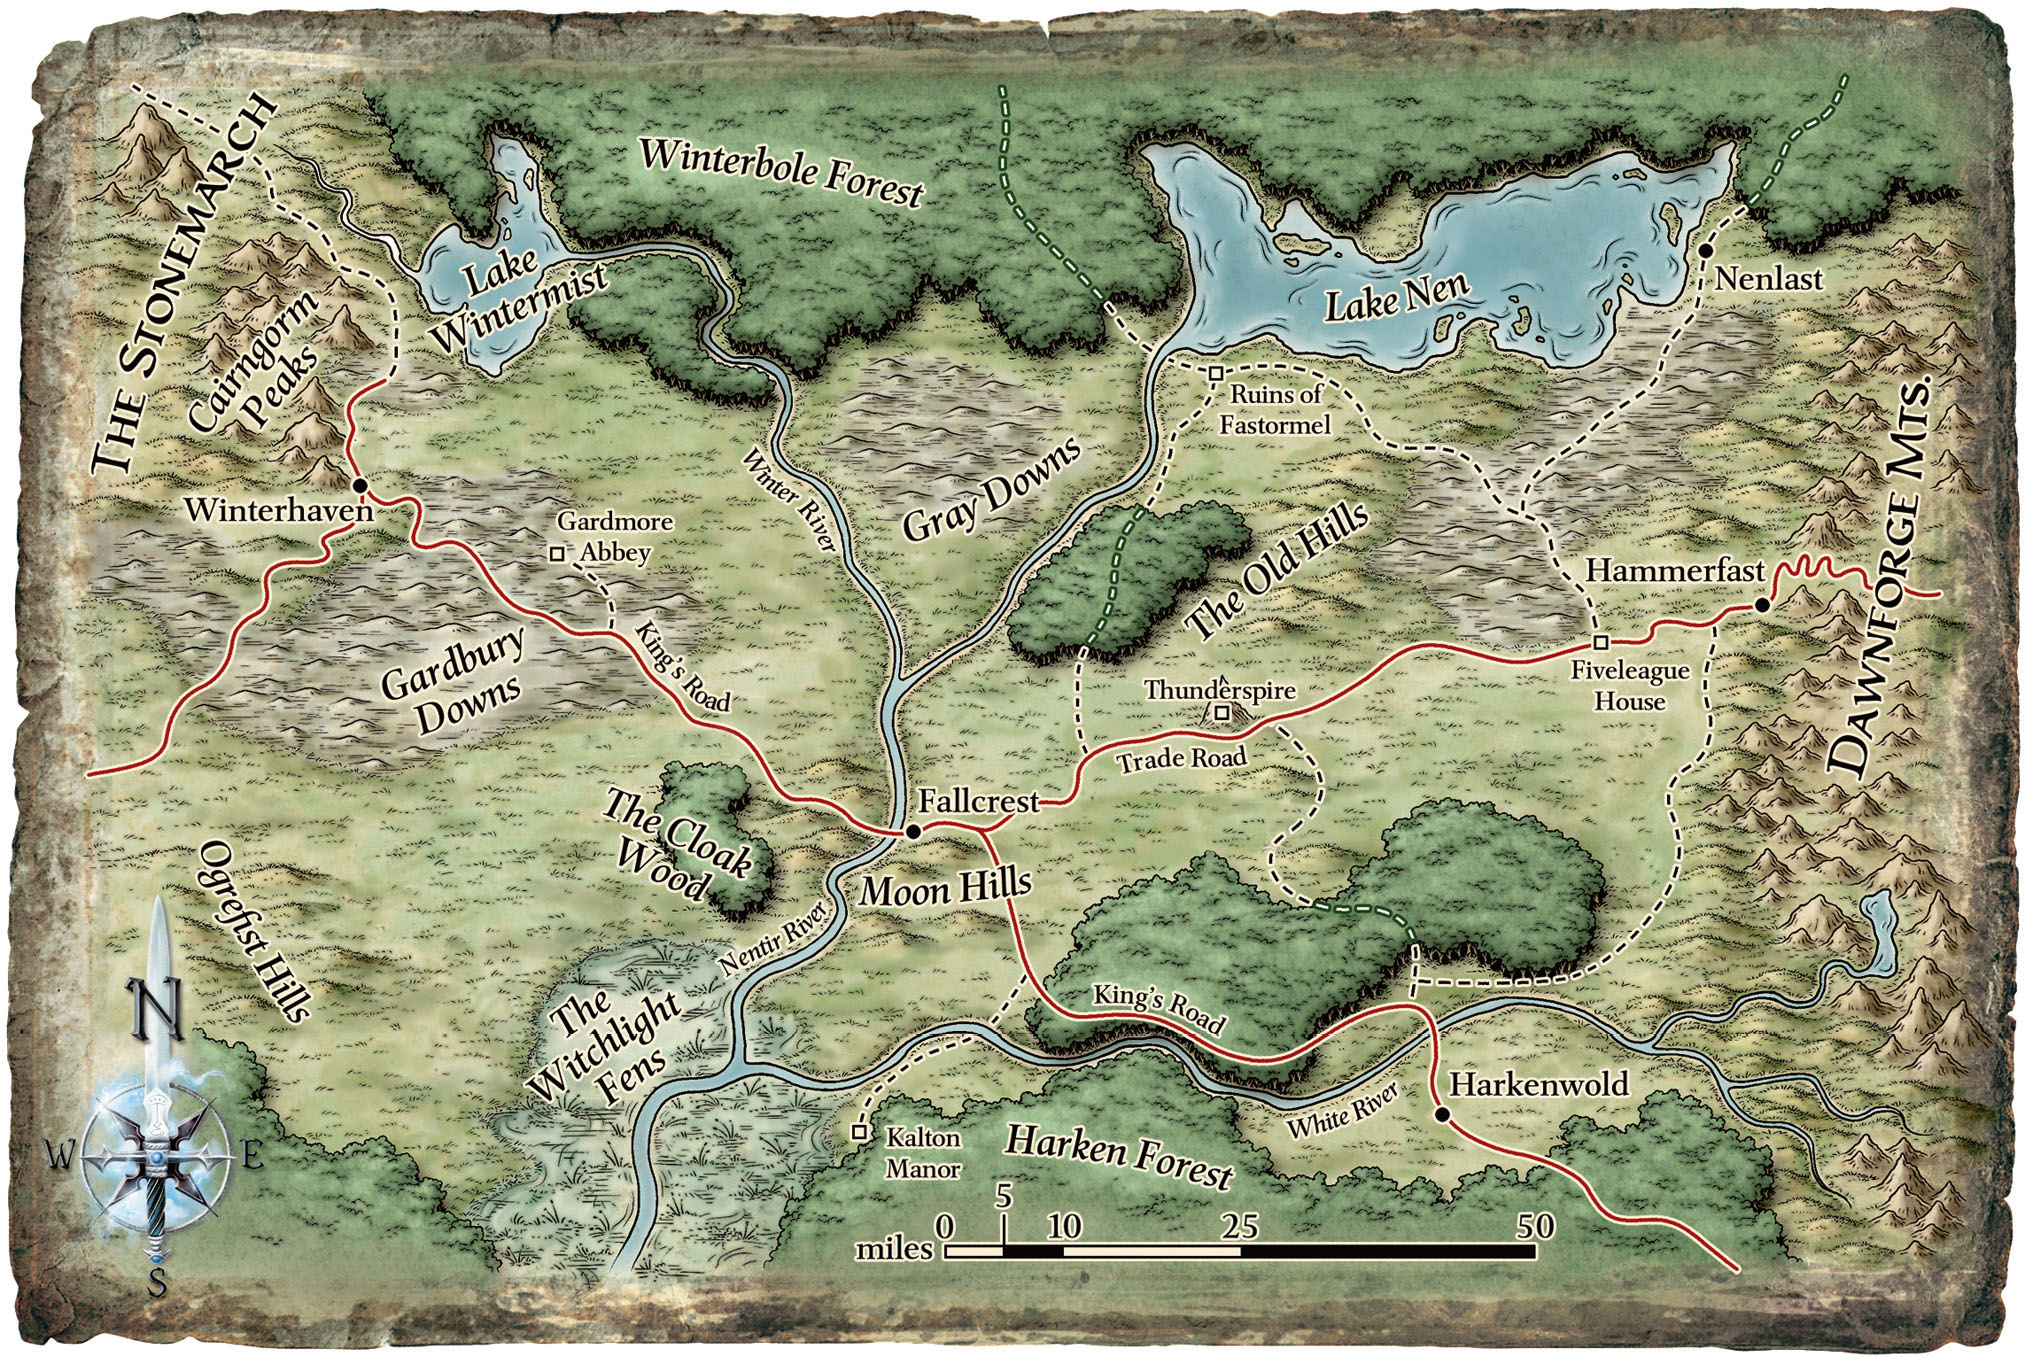 THE STONEMARCH
Winterbole Forest
Lake
Wintermist
Lake Nen
Nenlast
Cairngorm
Peaks
Ruins of
Fastormel
DAWNFORGE MTS.
Winter River
Gray Downs
Winterhaven
Gardmore
Abbey
The Old Hills
Hammerfast
Gardbury
Downs
King's Road
Thunderspire
Fiveleague
House
Trade Road
Fallcrest
The Cloak
Wood
Moon Hills
Ogrefist Hills
Nentir River
The
Witchlight
Fens
King's Road
White River
Harkenwold
Kalton
Manor
Harken Forest
N
W E
S
5
0 10 25 50
miles